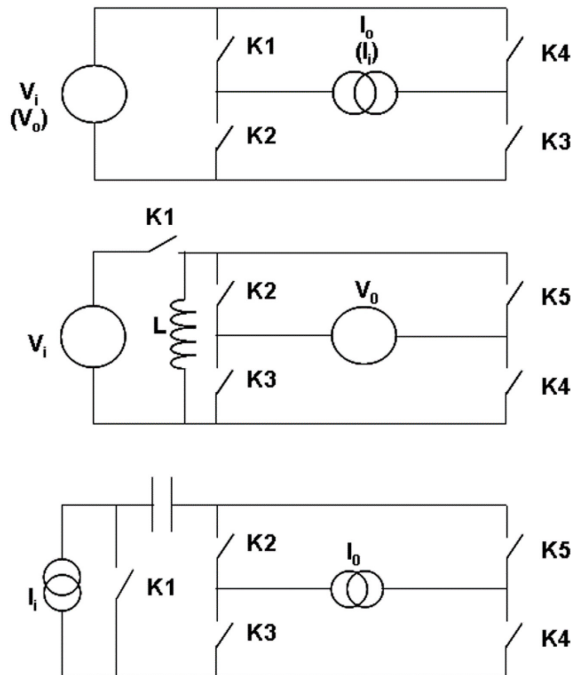 I₀
(Iᵢ)
K1
K4
Vᵢ
(V₀)
K2
K3
K1
K2
V₀
K5
L
Vᵢ
K3
K4
K2
I₀
K5
Iᵢ
K1
K3
K4